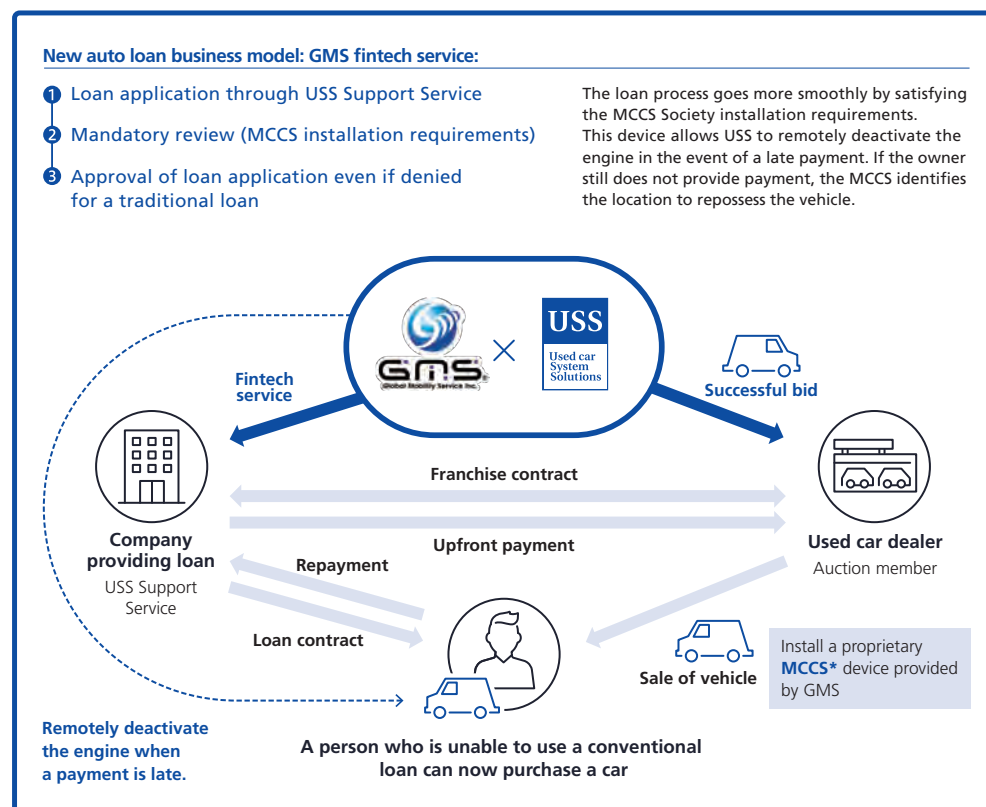 New auto loan business model: GMS fintech service:
1 Loan application through USS Support Service
2 Mandatory review (MCCS installation requirements)
3 Approval of loan application even if denied
for a traditional loan
The loan process goes more smoothly by satisfying
the MCCS Society installation requirements.
This device allows USS to remotely deactivate the
engine in the event of a late payment. If the owner
still does not provide payment, the MCCS identifies
the location to repossess the vehicle.
GMS
Global Mobility Service Inc.
×
USS
Used car
System
Solutions
Fintech
service
Successful bid
Franchise contract
Upfront payment
Company
providing loan
USS Support
Service
Used car dealer
Auction member
Repayment
Loan contract
Sale of vehicle
Install a proprietary
MCCS* device provided
by GMS
Remotely deactivate
the engine when
a payment is late.
A person who is unable to use a conventional
loan can now purchase a car